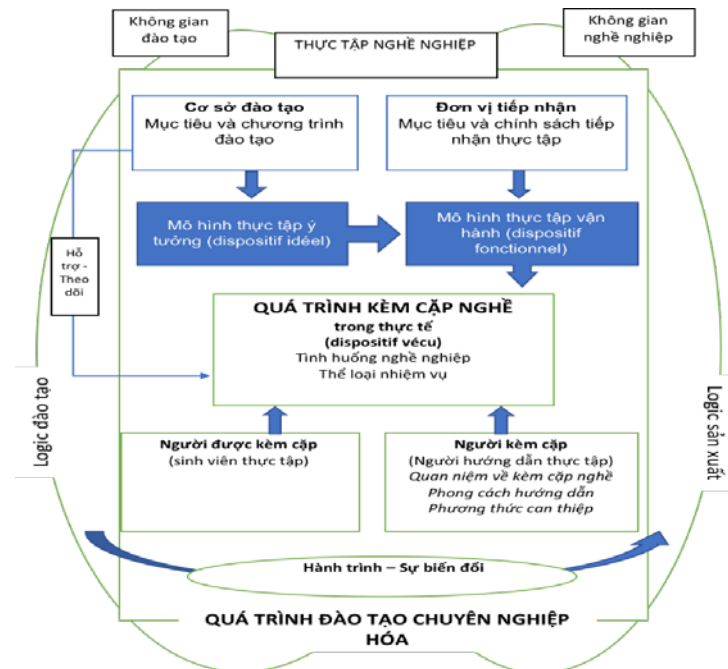 Không gian
đào tạo
THỰC TẬP NGHỀ NGHIỆP
Không gian
nghề nghiệp
Cơ sở đào tạo
Mục tiêu và chương trình
đào tạo
Đơn vị tiếp nhận
Mục tiêu và chính sách tiếp
nhận thực tập
Mô hình thực tập ý
tưởng (dispositif idéel)
Mô hình thực tập vận
hành (dispositif
fonctionnel)
Hỗ
trợ -
Theo
dõi
QUÁ TRÌNH KÈM CẶP NGHỀ
trong thực tế
(dispositif vécu)
Tình huống nghề nghiệp
Thể loại nhiệm vụ
Logic đào tạo
Logic sản xuất
Người được kèm cặp
(sinh viên thực tập)
Người kèm cặp
(Người hướng dẫn thực tập)
Quan niệm về kèm cặp nghề
Phong cách hướng dẫn
Phương thức can thiệp
Hành trình – Sự biến đổi
QUÁ TRÌNH ĐÀO TẠO CHUYÊN NGHIỆP
HÓA